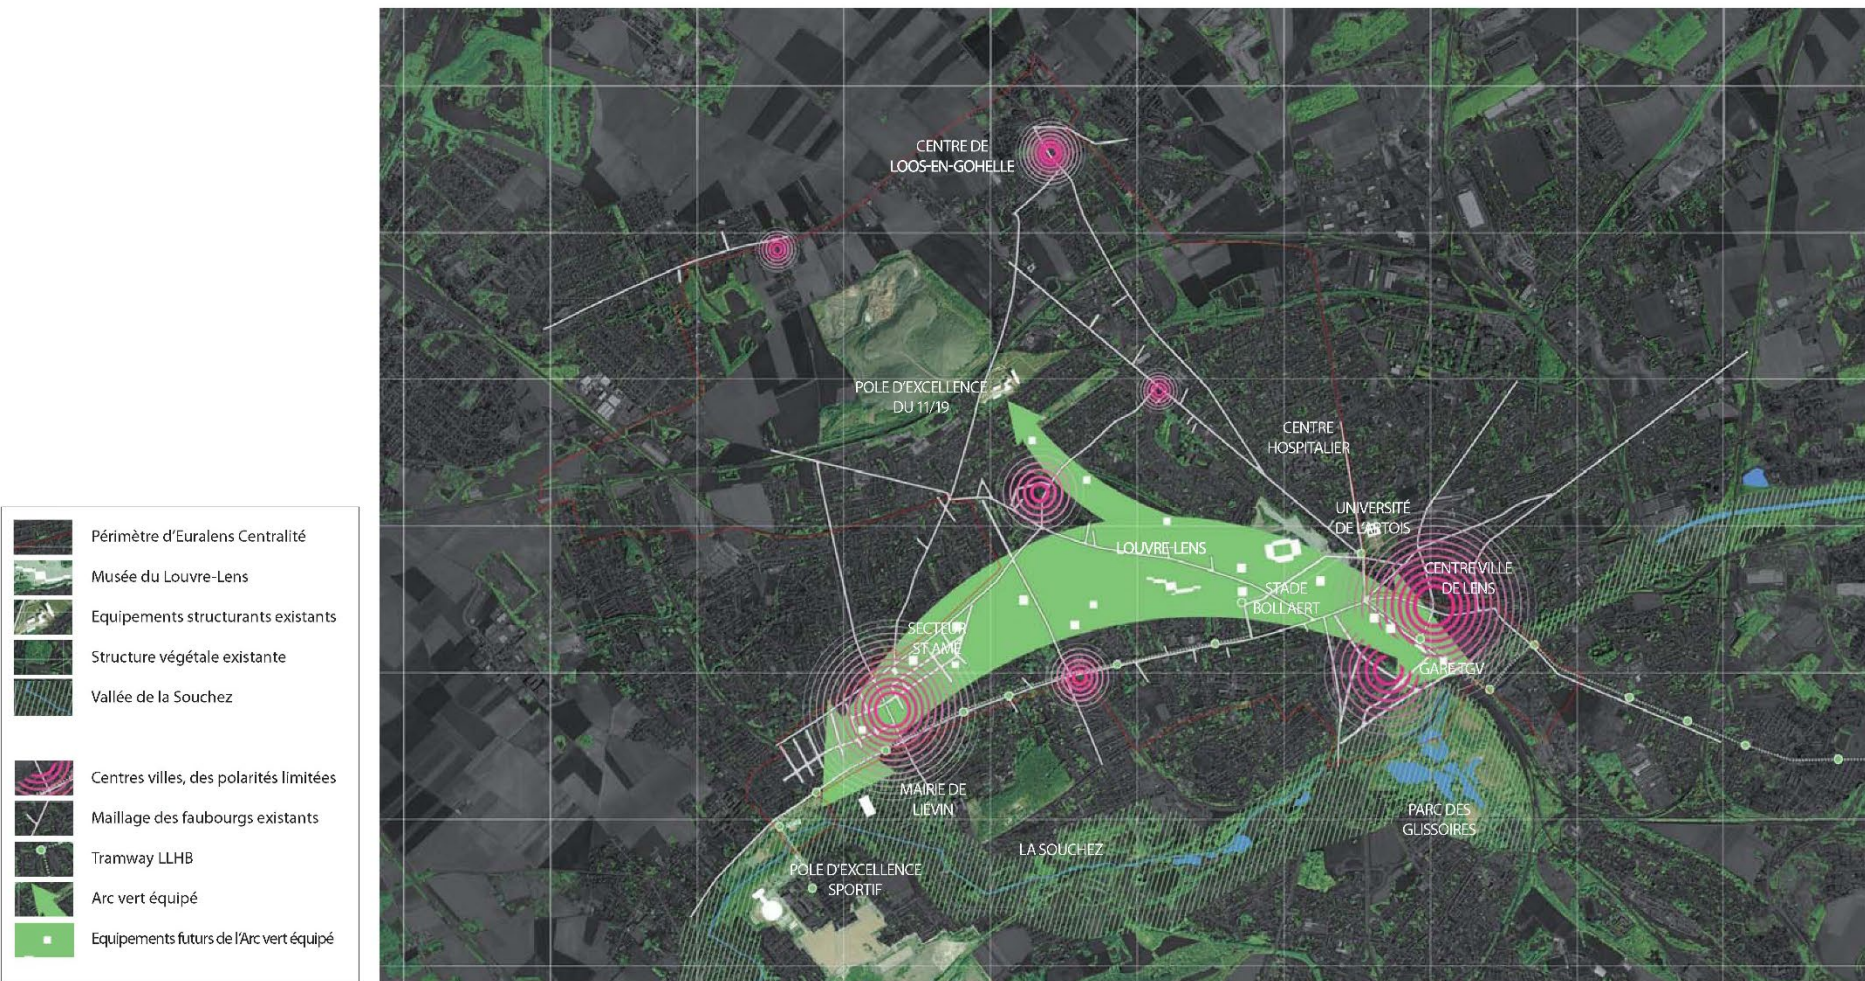 CENTRE DE
LOOS-EN-GOHELLE
POLE D'EXCELLENCE
DU 11/19
CENTRE
HOSPITALIER
UNIVERSITÉ
DE L'ARTOIS
LOUVRE-LENS
CENTRE VILLE
DE LENS
STADE
BOLLAERT
SECTEUR
ST AME
GARE TGV
MAIRIE DE
LIÉVIN
PARC DES
GLISSOIRES
LA SOUCHEZ
POLE D'EXCELLENCE
SPORTIF
Périmètre d'Euralens Centralité
Musée du Louvre-Lens
Equipements structurants existants
Structure végétale existante
Vallée de la Souchez
Centres villes, des polarités limitées
Maillage des faubourgs existants
Tramway LLHB
Arc vert équipé
Equipements futurs de l'Arc vert équipé